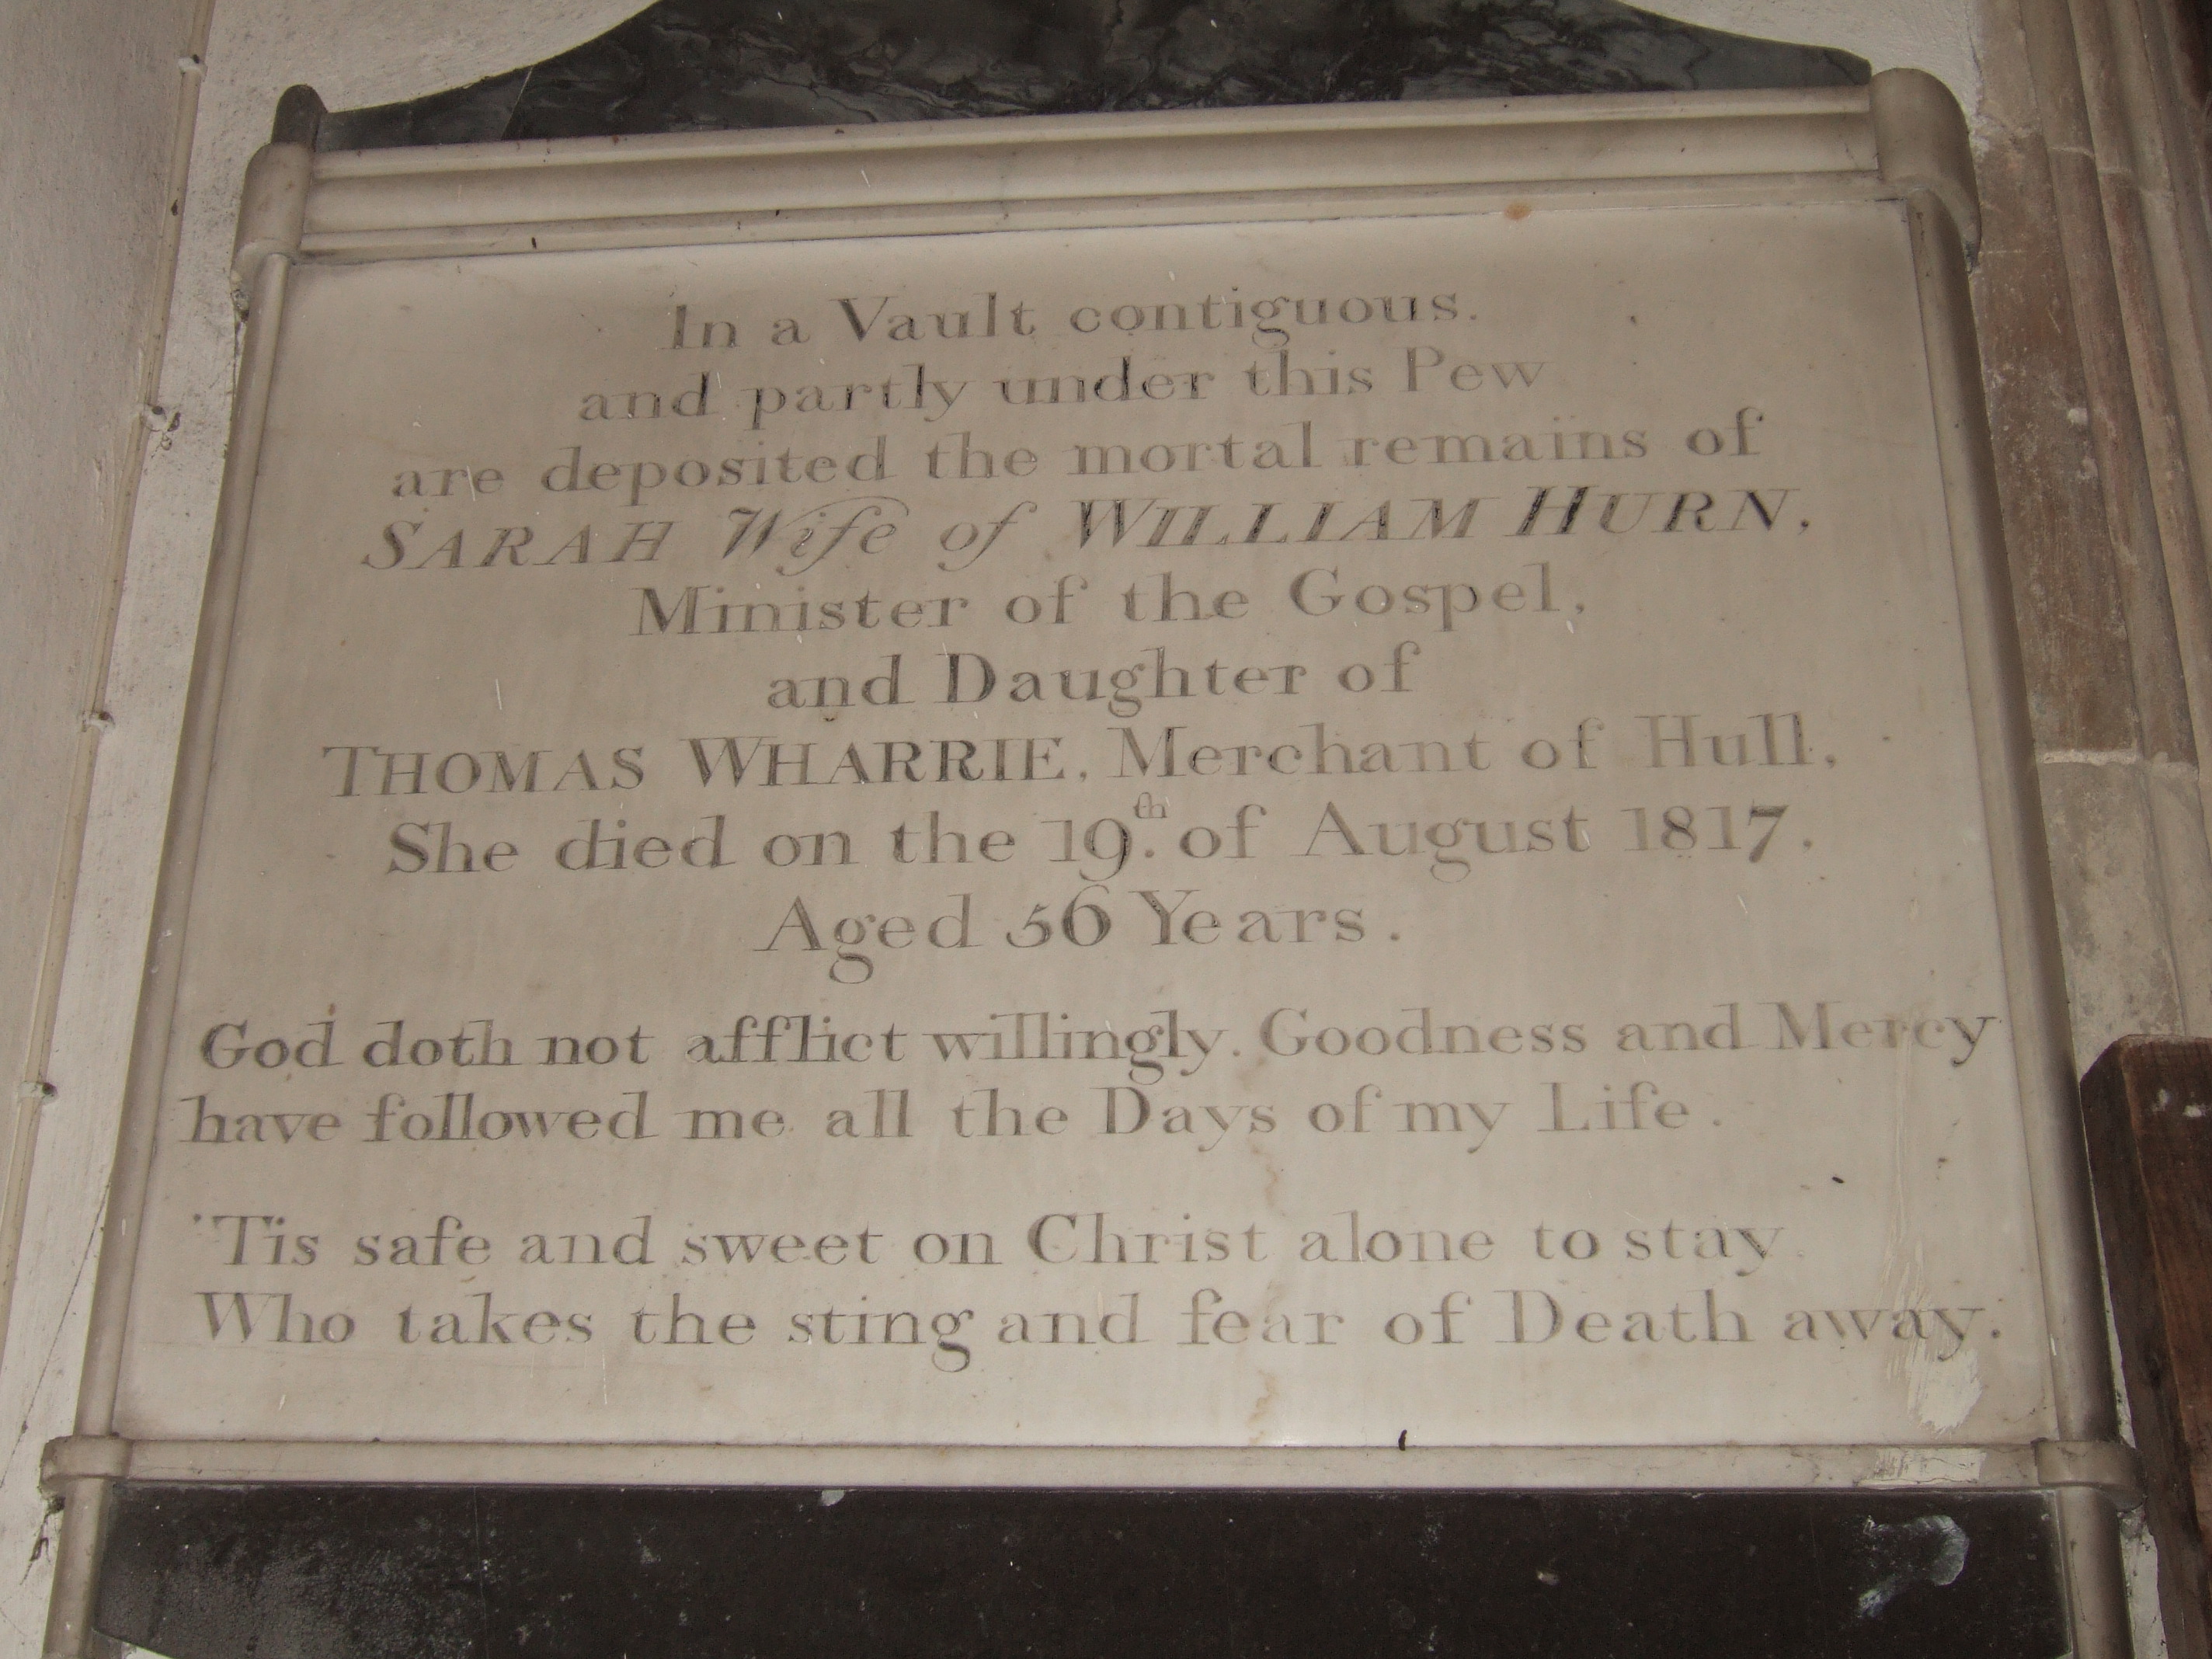 In a Vault contiguous.
and partly under this Pew
are deposited the mortal remains of
SARAH Wife of WILLIAM HURN,
Minister of the Gospel,
and Daughter of
THOMAS WHARRIE, Merchant of Hull,
She died on the 19th. of August 1817.
Aged 56 Years.
God doth not afflict willingly. Goodness and Mercy
have followed me all the Days of my Life.
'Tis safe and sweet on Christ alone to stay
Who takes the sting and fear of Death away.